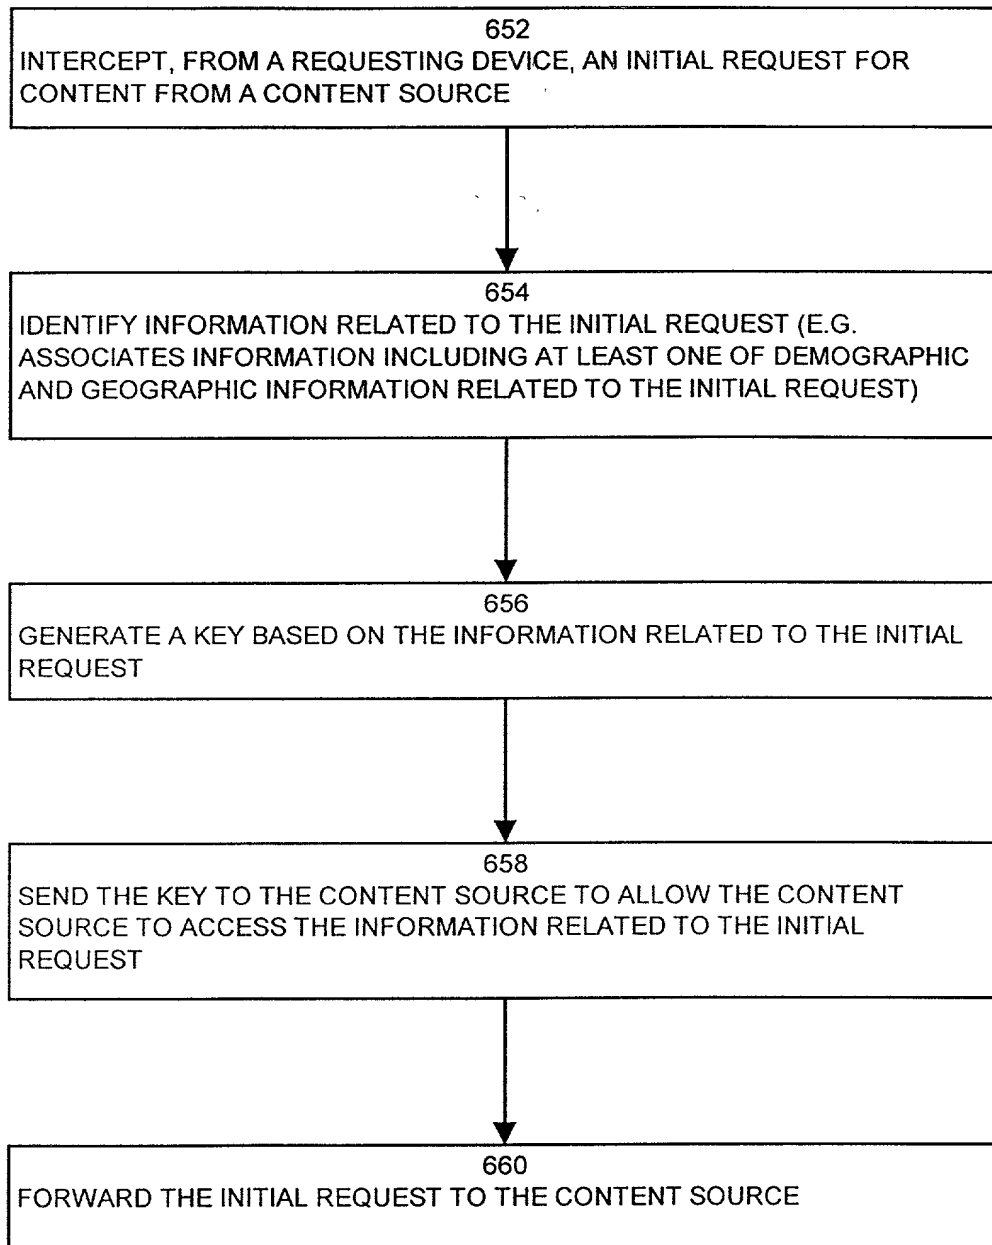 652
INTERCEPT, FROM A REQUESTING DEVICE, AN INITIAL REQUEST FOR
CONTENT FROM A CONTENT SOURCE
654
IDENTIFY INFORMATION RELATED TO THE INITIAL REQUEST (E.G.
ASSOCIATES INFORMATION INCLUDING AT LEAST ONE OF DEMOGRAPHIC
AND GEOGRAPHIC INFORMATION RELATED TO THE INITIAL REQUEST)
656
GENERATE A KEY BASED ON THE INFORMATION RELATED TO THE INITIAL
REQUEST
658
SEND THE KEY TO THE CONTENT SOURCE TO ALLOW THE CONTENT
SOURCE TO ACCESS THE INFORMATION RELATED TO THE INITIAL
REQUEST
660
FORWARD THE INITIAL REQUEST TO THE CONTENT SOURCE